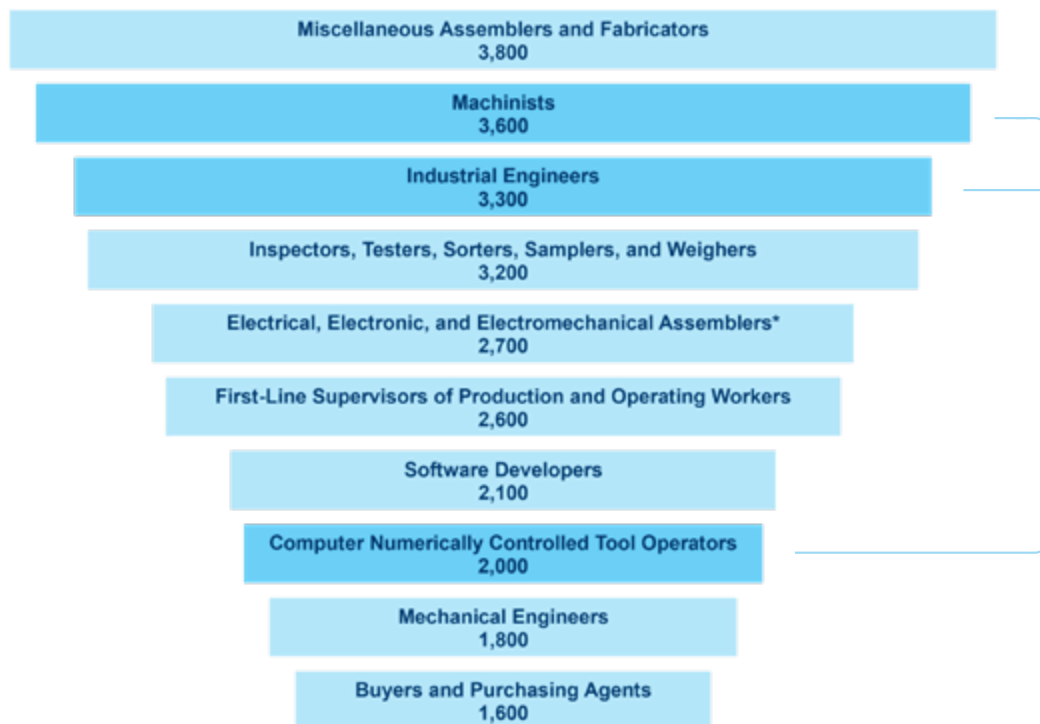 Miscellaneous Assemblers and Fabricators
3,800
Machinists
3,600
Industrial Engineers
3,300
Inspectors, Testers, Sorters, Samplers, and Weighers
3,200
Electrical, Electronic, and Electromechanical Assemblers*
2,700
First-Line Supervisors of Production and Operating Workers
2,600
Software Developers
2,100
Computer Numerically Controlled Tool Operators
2,000
Mechanical Engineers
1,800
Buyers and Purchasing Agents
1,600